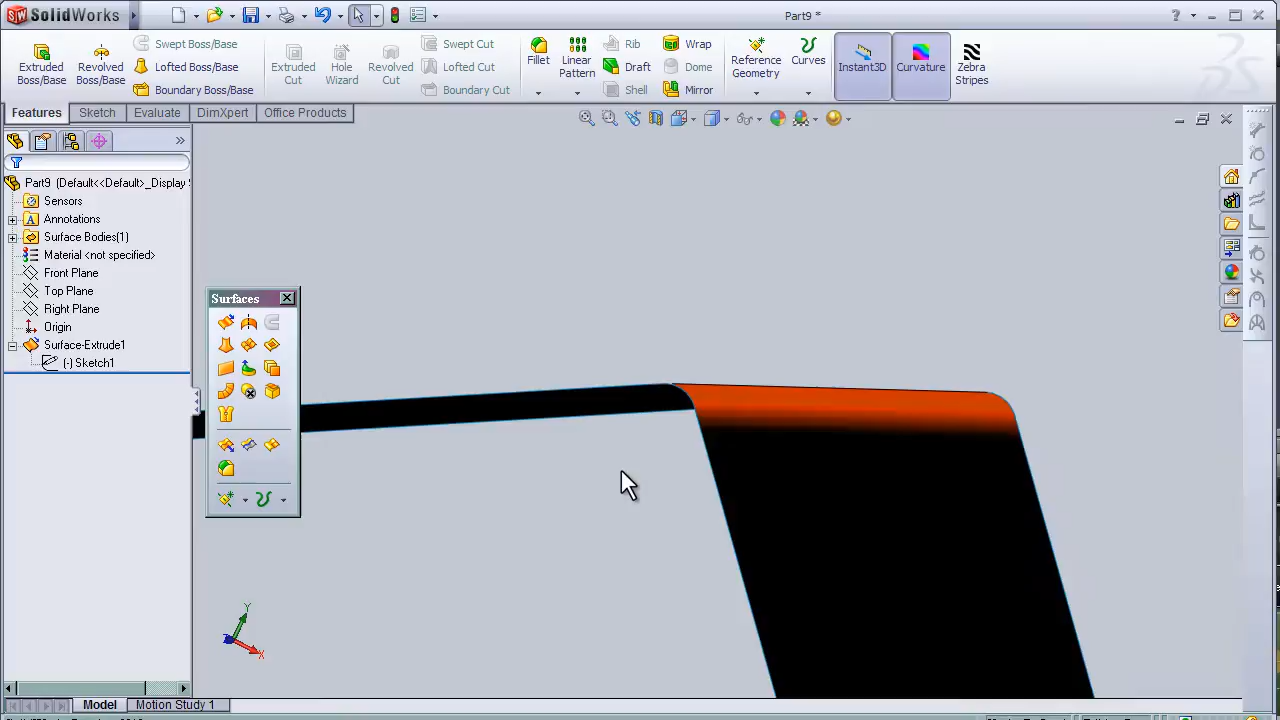 SolidWorks
Part9 *
Extruded Boss/Base
Revolved Boss/Base
Swept Boss/Base
Lofted Boss/Base
Boundary Boss/Base
Extruded Cut
Hole Wizard
Revolved Cut
Swept Cut
Lofted Cut
Boundary Cut
Fillet
Linear Pattern
Rib
Draft
Shell
Wrap
Dome
Mirror
Reference Geometry
Curves
Instant3D
Curvature
Zebra Stripes
Features
Sketch
Evaluate
DimXpert
Office Products
Part9 (Default<<Default>_Display
Sensors
Annotations
Surface Bodies(1)
Material <not specified>
Front Plane
Top Plane
Right Plane
Origin
Surface-Extrude1
(-) Sketch1
Surfaces
Y
X
Model
Motion Study 1